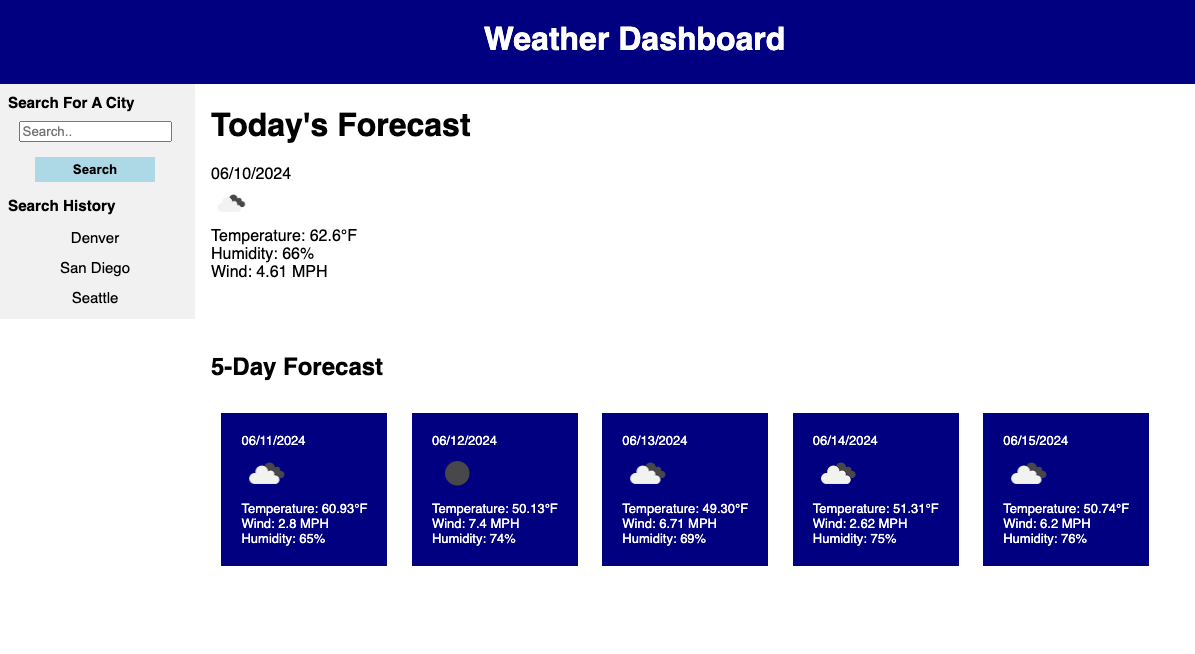 Weather Dashboard
Search For A City
Search..
Search
Search History
Denver
San Diego
Seattle
Today's Forecast
06/10/2024
Temperature: 62.6°F
Humidity: 66%
Wind: 4.61 MPH
5-Day Forecast
06/11/2024
Temperature: 60.93°F
Wind: 2.8 MPH
Humidity: 65%
06/12/2024
Temperature: 50.13°F
Wind: 7.4 MPH
Humidity: 74%
06/13/2024
Temperature: 49.30°F
Wind: 6.71 MPH
Humidity: 69%
06/14/2024
Temperature: 51.31°F
Wind: 2.62 MPH
Humidity: 75%
06/15/2024
Temperature: 50.74°F
Wind: 6.2 MPH
Humidity: 76%